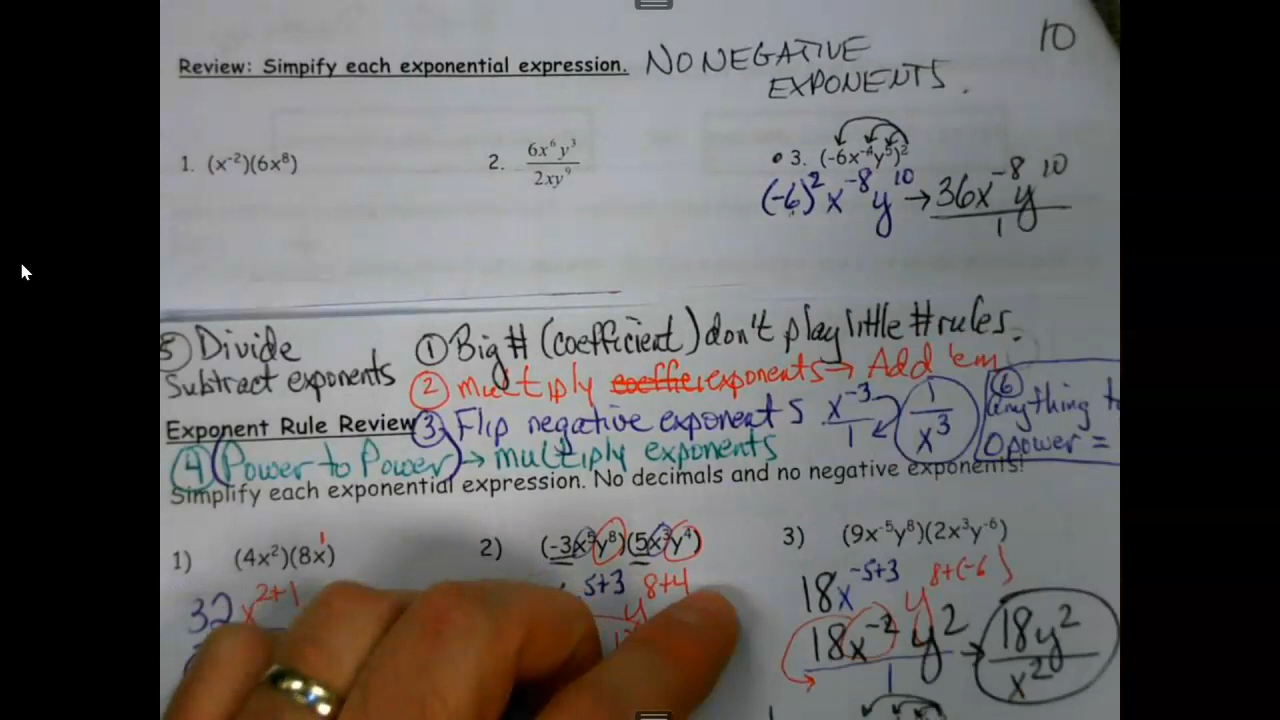 10
Review: Simpify each exponential expression. NO NEGATIVE
EXPONENTS.
1. (x⁻²)(6x⁸)
2. 6x⁶y³ / 2xy⁹
3. (-6x⁻⁴y⁵)²
(-6)² x⁻⁸ y¹⁰ → 36x⁻⁸y¹⁰ / 1
5 Divide
Subtract exponents
① Big # (coefficient) don't play little # rules.
② multiply coeffie exponents → Add 'em
Exponent Rule Review
③ Flip negative exponents x⁻³/1 1/x³
④ (Power to Power) → multiply exponents
⑥
Anything t
0 power =
Simplify each exponential expression. No decimals and no negative exponents!
1) (4x²)(8x¹)
32x²⁺¹
2) (-3x⁵y⁸)(5x³y⁴)
5+3 8+4
y
3) (9x⁻⁵y⁸)(2x³y⁻⁶)
18x⁻⁵⁺³ y⁸⁺⁽⁻⁶⁾
18x⁻² y² / 1 → 18y² / x²